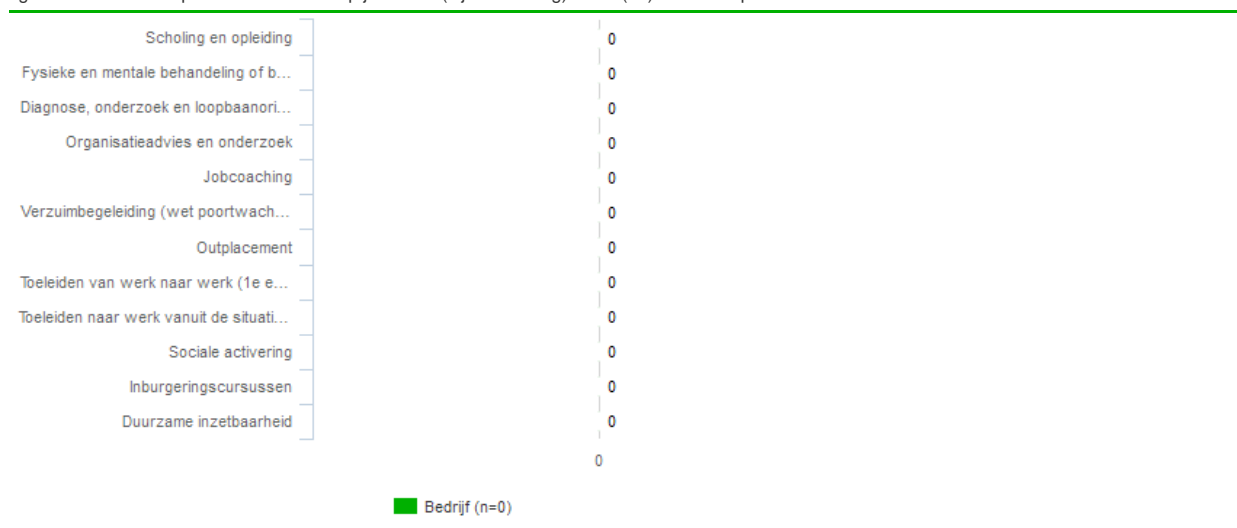 Scholing en opleiding 0
Fysieke en mentale behandeling of b... 0
Diagnose, onderzoek en loopbaanori... 0
Organisatieadvies en onderzoek 0
Jobcoaching 0
Verzuimbegeleiding (wet poortwach... 0
Outplacement 0
Toeleiden van werk naar werk (1e e... 0
Toeleiden naar werk vanuit de situati... 0
Sociale activering 0
Inburgeringscursussen 0
Duurzame inzetbaarheid 0
0
Bedrijf (n=0)